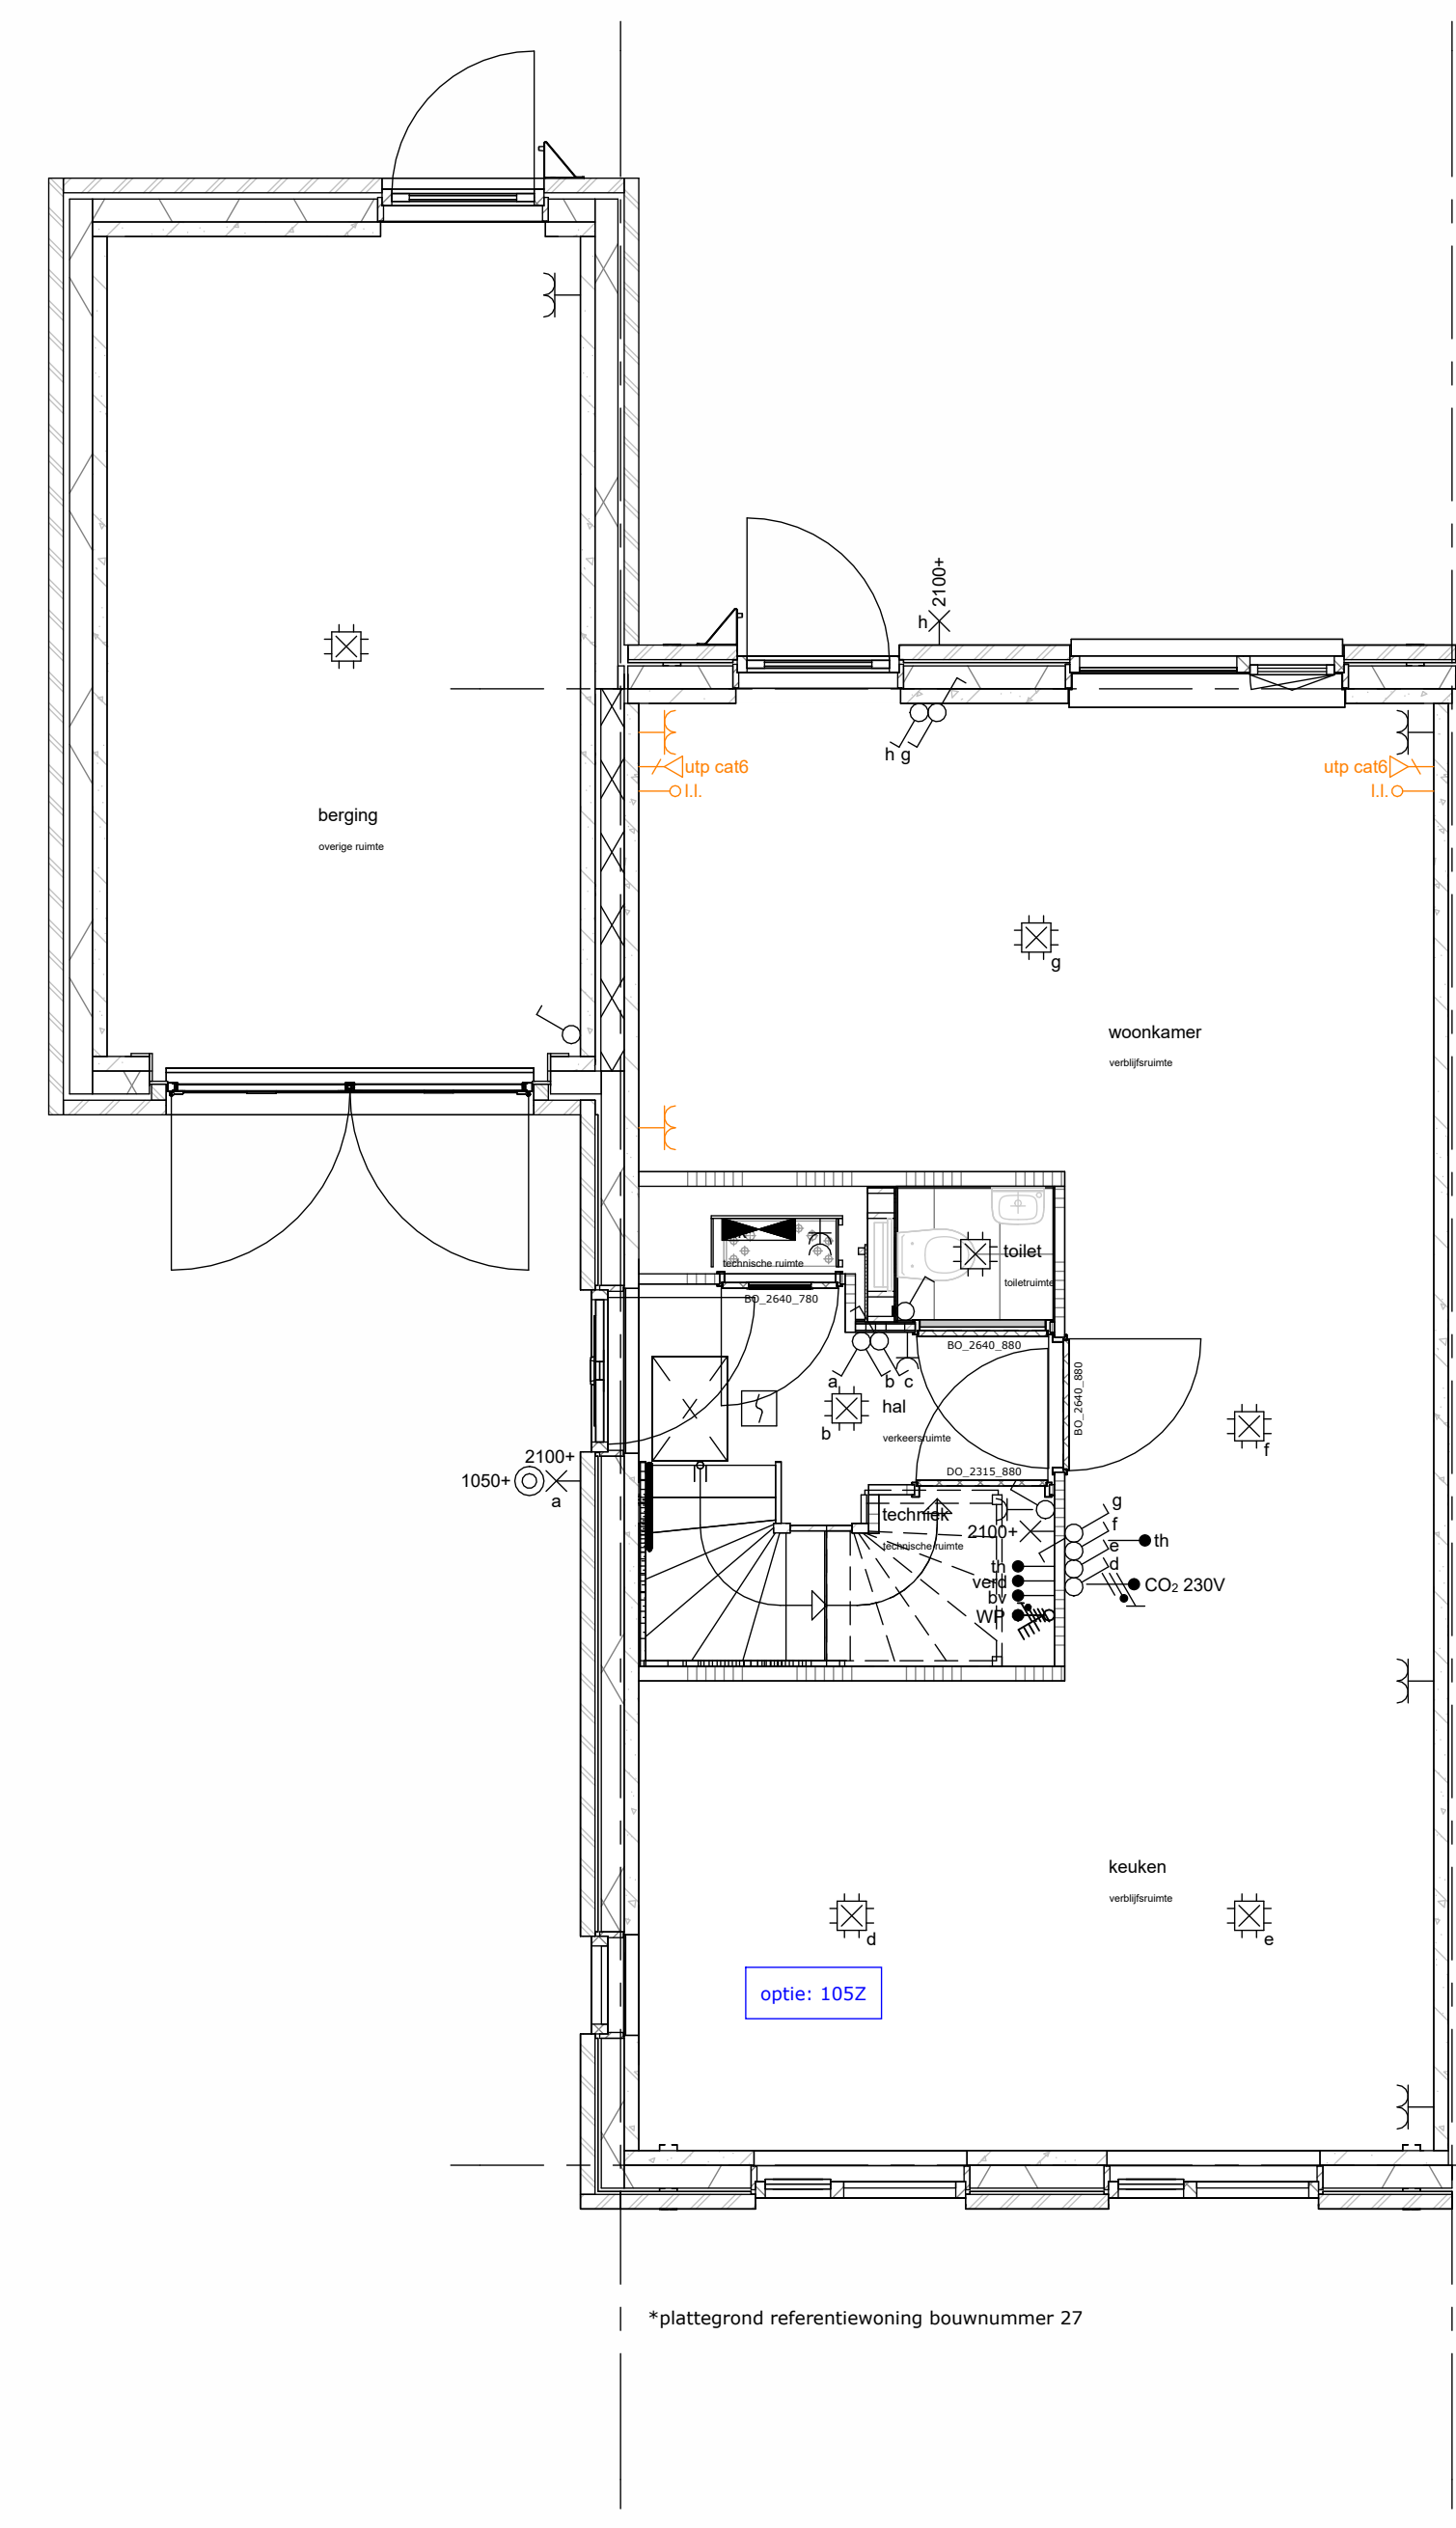 2100+
h
h g
utp cat6
utp cat6
l.l.
l.l.
berging
overige ruimte
g
woonkamer
verblijfsruimte
toilet
technische ruimte
toiletruimte
BO_2640_780
BO_2640_880
BO_2640_880
a
b c
hal
b
verkeersruimte
f
2100+
1050+
a
DO_2315_880
techniek
g
2100+
f
th
technische ruimte
e
th
d
verd
CO₂ 230V
bv
WP
keuken
verblijfsruimte
d
e
optie: 105Z
*plattegrond referentiewoning bouwnummer 27